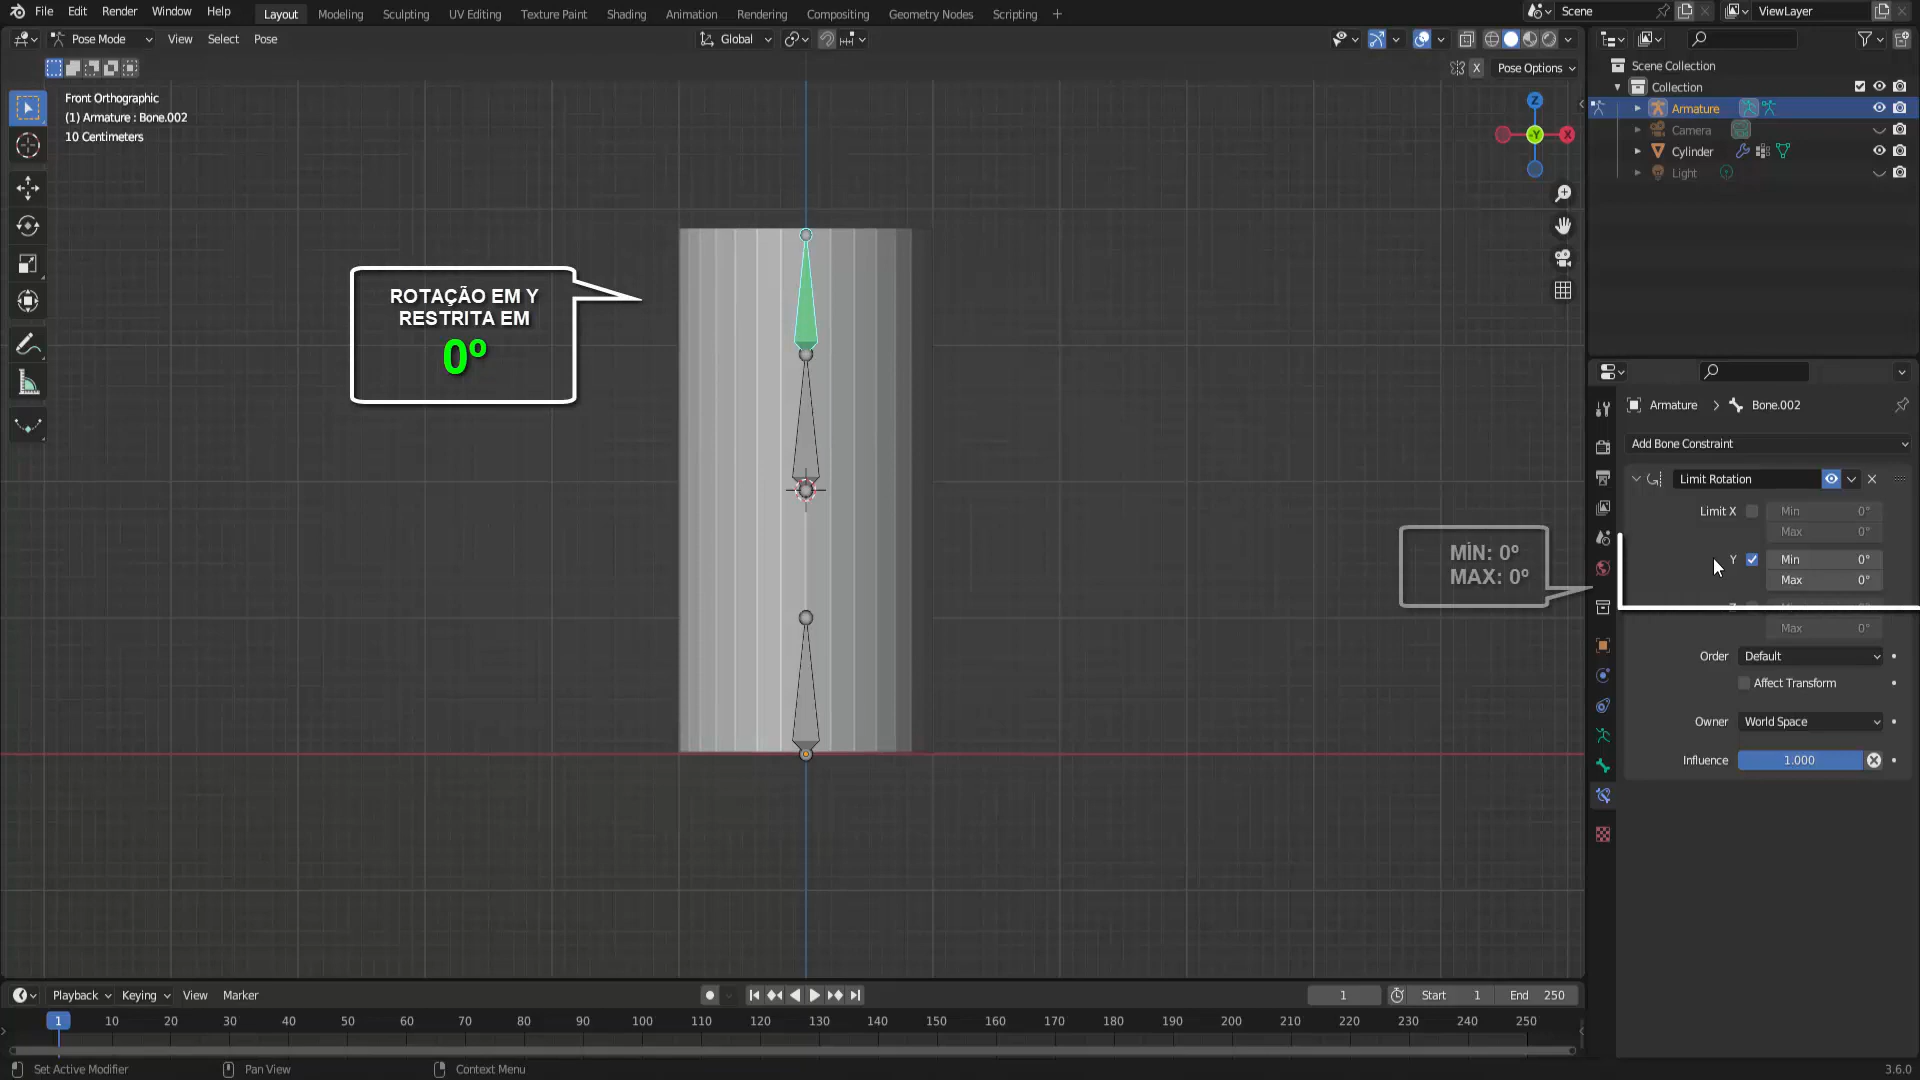 File Edit Render Window Help
Layout Modeling Sculpting UV Editing Texture Paint Shading Animation Rendering Compositing Geometry Nodes Scripting
Scene
ViewLayer
Pose Mode View Select Pose
Global
X Pose Options
Front Orthographic
(1) Armature : Bone.002
10 Centimeters
Z
-Y
X
ROTAÇÃO EM Y
RESTRITA EM
0º
MÍN: 0º
MAX: 0º
Scene Collection
Collection
Armature
Camera
Cylinder
Light
Armature > Bone.002
Add Bone Constraint
Limit Rotation
Limit X Min 0°
Max 0°
Y Min 0°
Max 0°
Max 0°
Order Default
Affect Transform
Owner World Space
Influence 1.000
Playback Keying View Marker
1 Start 1 End 250
1 10 20 30 40 50 60 70 80 90 100 110 120 130 140 150 160 170 180 190 200 210 220 230 240 250
Set Active Modifier Pan View Context Menu
3.6.0